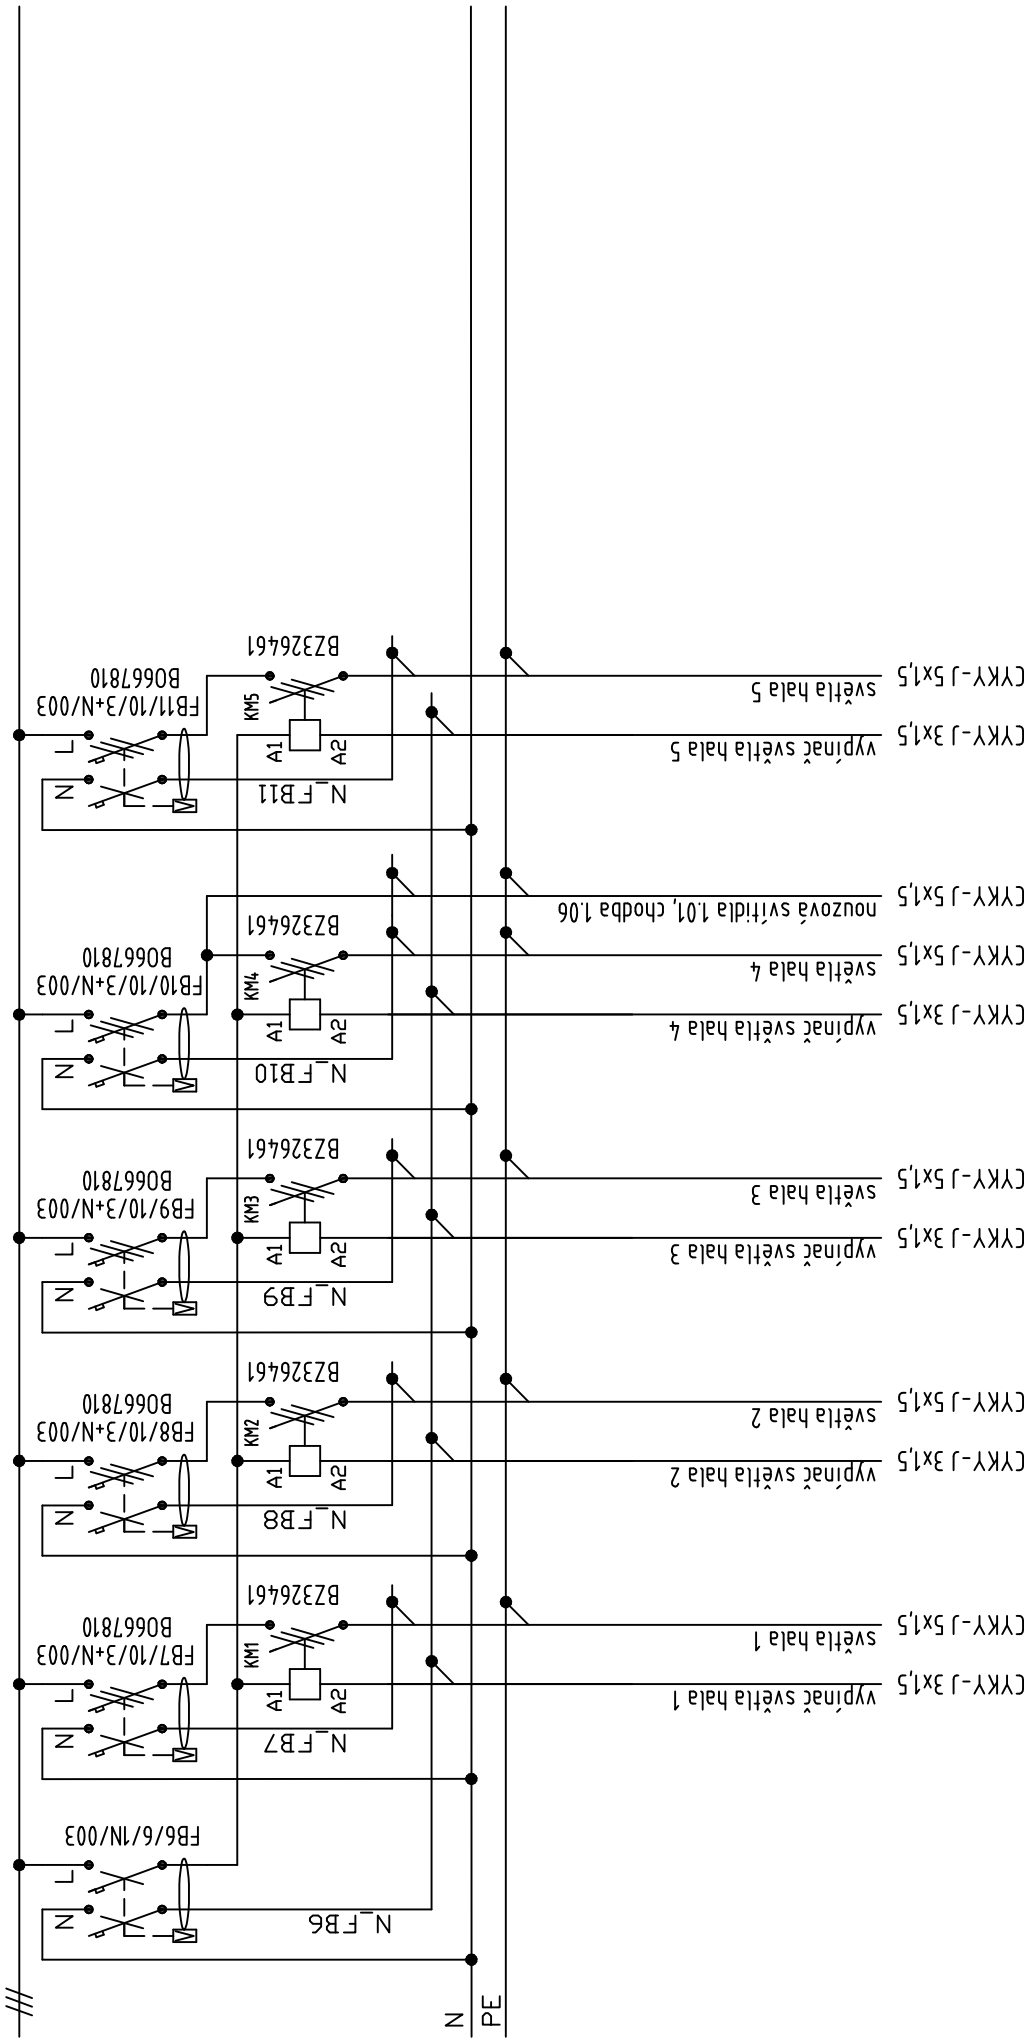 B0667810
FB11/10/3+N/003
L
N
N_FB11
BZ326461
KM5
A1
A2
světla hala 5
CYKY-J 5x1,5
vypínač světla hala 5
CYKY-J 3x1,5
B0667810
FB10/10/3+N/003
L
N
N_FB10
BZ326461
KM4
A1
A2
nouzová svítidla 1.01, chodba 1.06
CYKY-J 5x1,5
světla hala 4
CYKY-J 5x1,5
vypínač světla hala 4
CYKY-J 3x1,5
B0667810
FB9/10/3+N/003
L
N
N_FB9
BZ326461
KM3
A1
A2
světla hala 3
CYKY-J 5x1,5
vypínač světla hala 3
CYKY-J 3x1,5
B0667810
FB8/10/3+N/003
L
N
N_FB8
BZ326461
KM2
A1
A2
světla hala 2
CYKY-J 5x1,5
vypínač světla hala 2
CYKY-J 3x1,5
B0667810
FB7/10/3+N/003
L
N
N_FB7
BZ326461
KM1
A1
A2
světla hala 1
CYKY-J 5x1,5
vypínač světla hala 1
CYKY-J 3x1,5
FB6/6/1N/003
L
N
N_FB6
N
PE